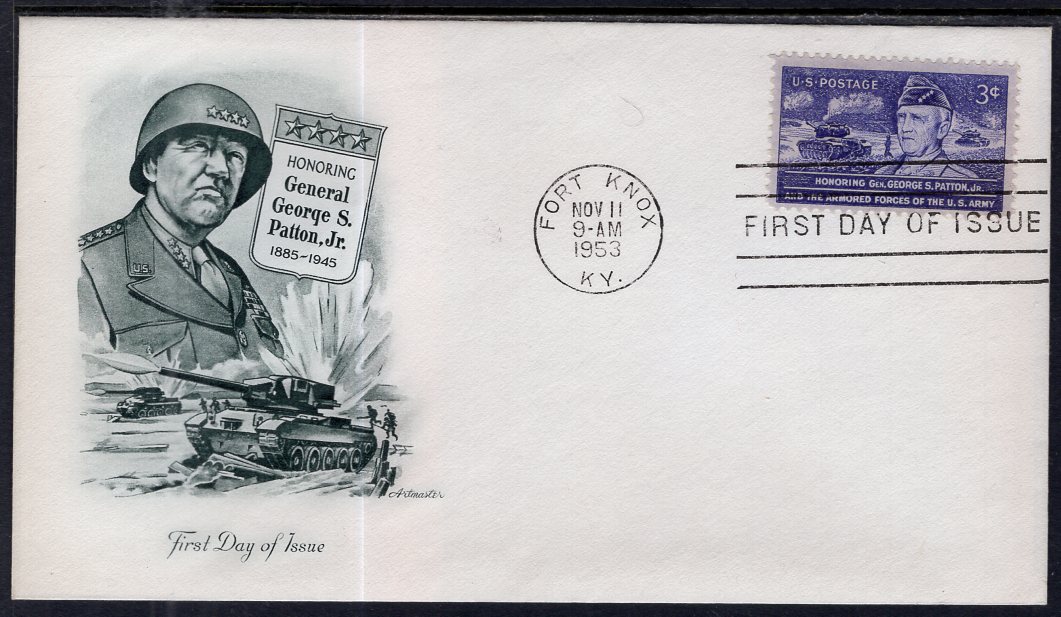 HONORING
General
George S.
Patton, Jr.
1885~1945
U.S.
Artmaster
First Day of Issue
FORT KNOX
NOV 11
9-AM
1953
KY.
U·S·POSTAGE
3¢
HONORING GEN. GEORGE S. PATTON, JR.
AND THE ARMORED FORCES OF THE U.S. ARMY
FIRST DAY OF ISSUE